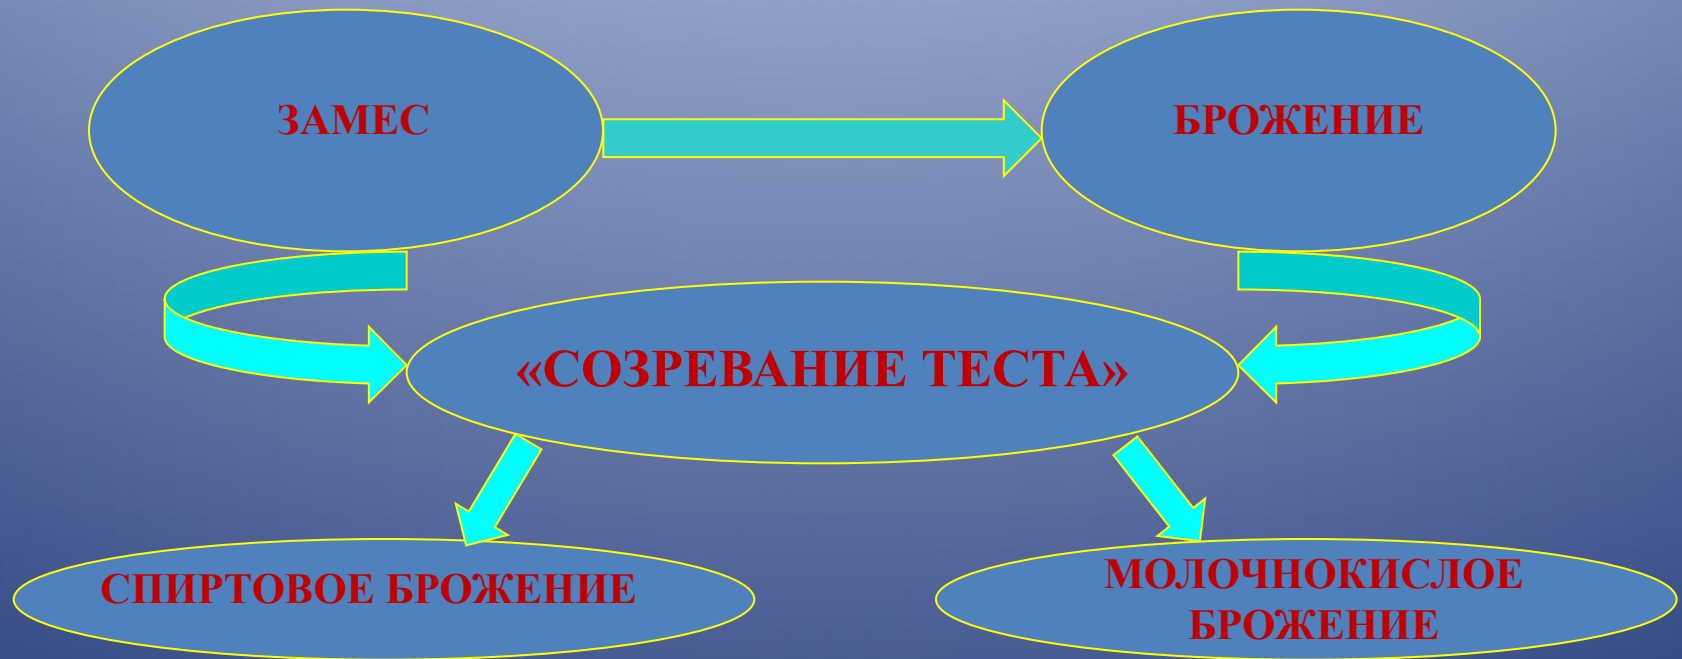 ЗАМЕС
БРОЖЕНИЕ
«СОЗРЕВАНИЕ ТЕСТА»
СПИРТОВОЕ БРОЖЕНИЕ
МОЛОЧНОКИСЛОЕ
БРОЖЕНИЕ